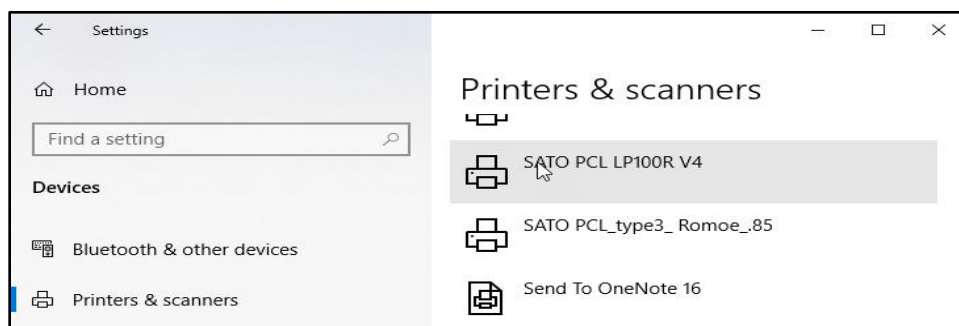 Settings
Home
Find a setting
Devices
Bluetooth & other devices
Printers & scanners
Printers & scanners
SATO PCL LP100R V4
SATO PCL_type3_ Romoe_.85
Send To OneNote 16